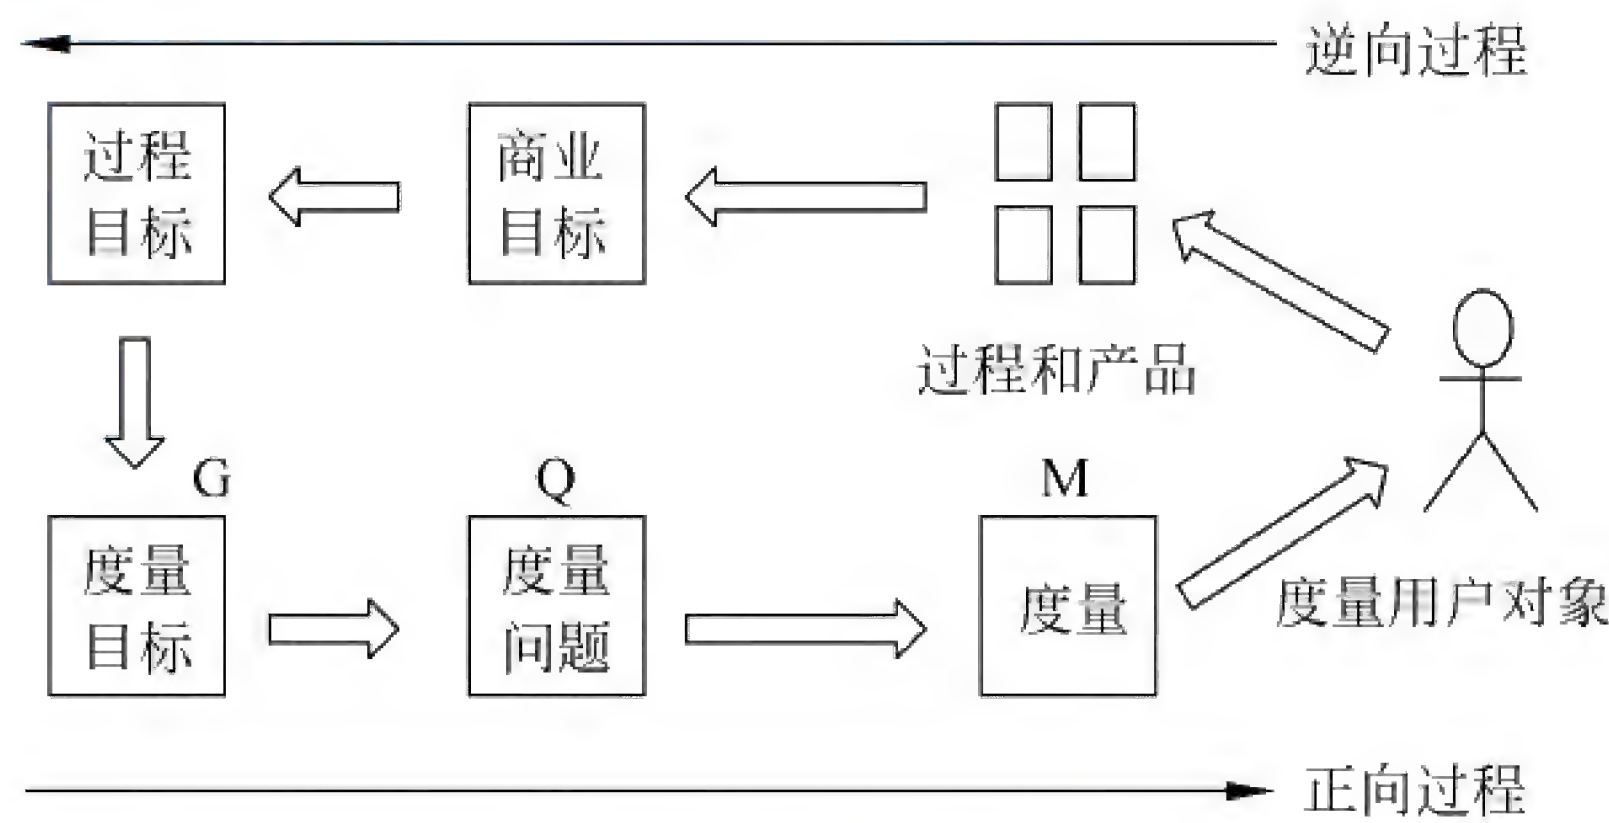 逆向过程
过程
目标
商业
目标
过程和产品
G
Q
M
度量
目标
度量
问题
度量
度量用户对象
正向过程